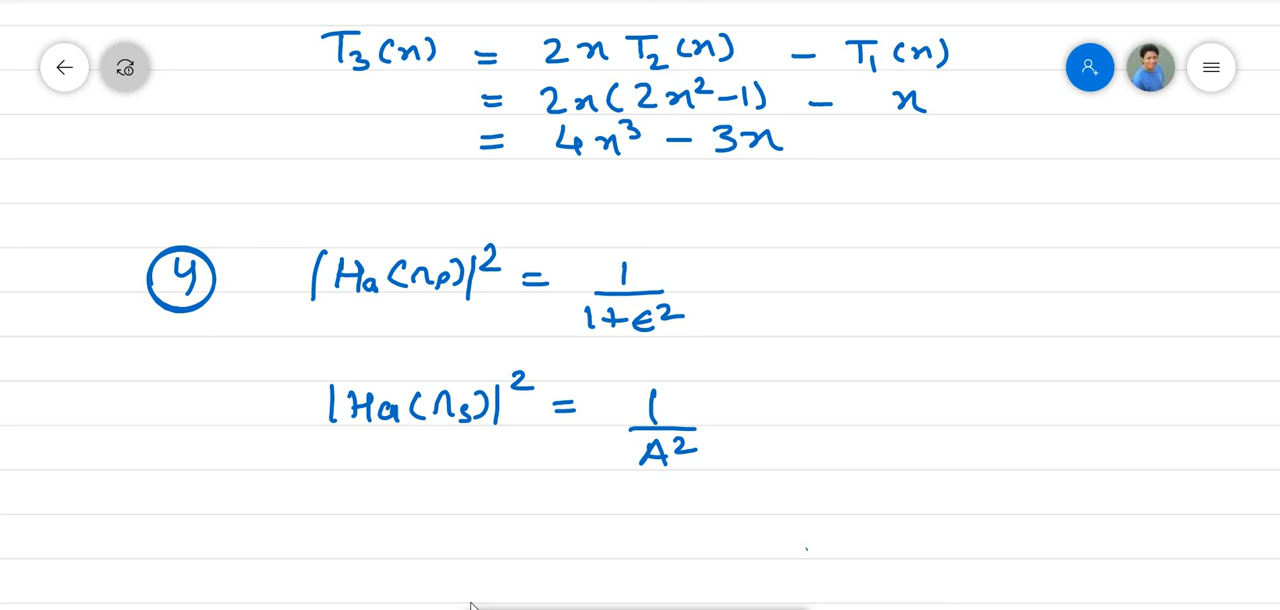 T₃(x) = 2x T₂(x) − T₁(x)
= 2x(2x²−1) − x
= 4x³ − 3x
4 |Ha(Ωp)|² = 1/(1+ε²)
|Ha(Ωs)|² = 1/A²